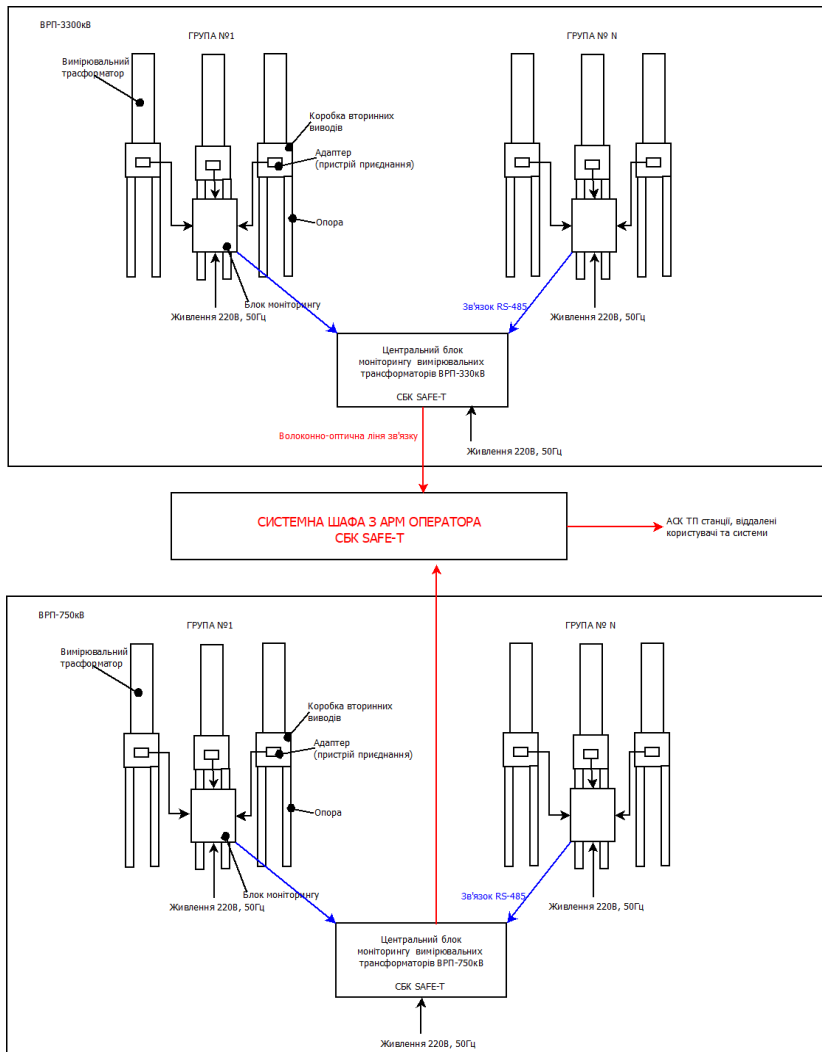 ВРП-3300кВ
ГРУПА №1
ГРУПА № N
Вимірювальний
трасформатор
Коробка вторинних
виводів
Адаптер
(пристрій приєднання)
Опора
Блок моніторингу
Живлення 220В, 50Гц
Зв'язок RS-485
Живлення 220В, 50Гц
Центральний блок
моніторингу вимірювальних
трансформаторів ВРП-330кВ
СБК SAFE-T
Волоконно-оптична лінія зв'язку
Живлення 220В, 50Гц
СИСТЕМНА ШАФА З АРМ ОПЕРАТОРА
СБК SAFE-T
АСК ТП станції, віддалені
користувачі та системи
ВРП-750кВ
ГРУПА №1
ГРУПА № N
Вимірювальний
трасформатор
Коробка вторинних
виводів
Адаптер
(пристрій приєднання)
Опора
Блок моніторингу
Живлення 220В, 50Гц
Зв'язок RS-485
Живлення 220В, 50Гц
Центральний блок
моніторингу вимірювальних
трансформаторів ВРП-750кВ
СБК SAFE-T
Живлення 220В, 50Гц